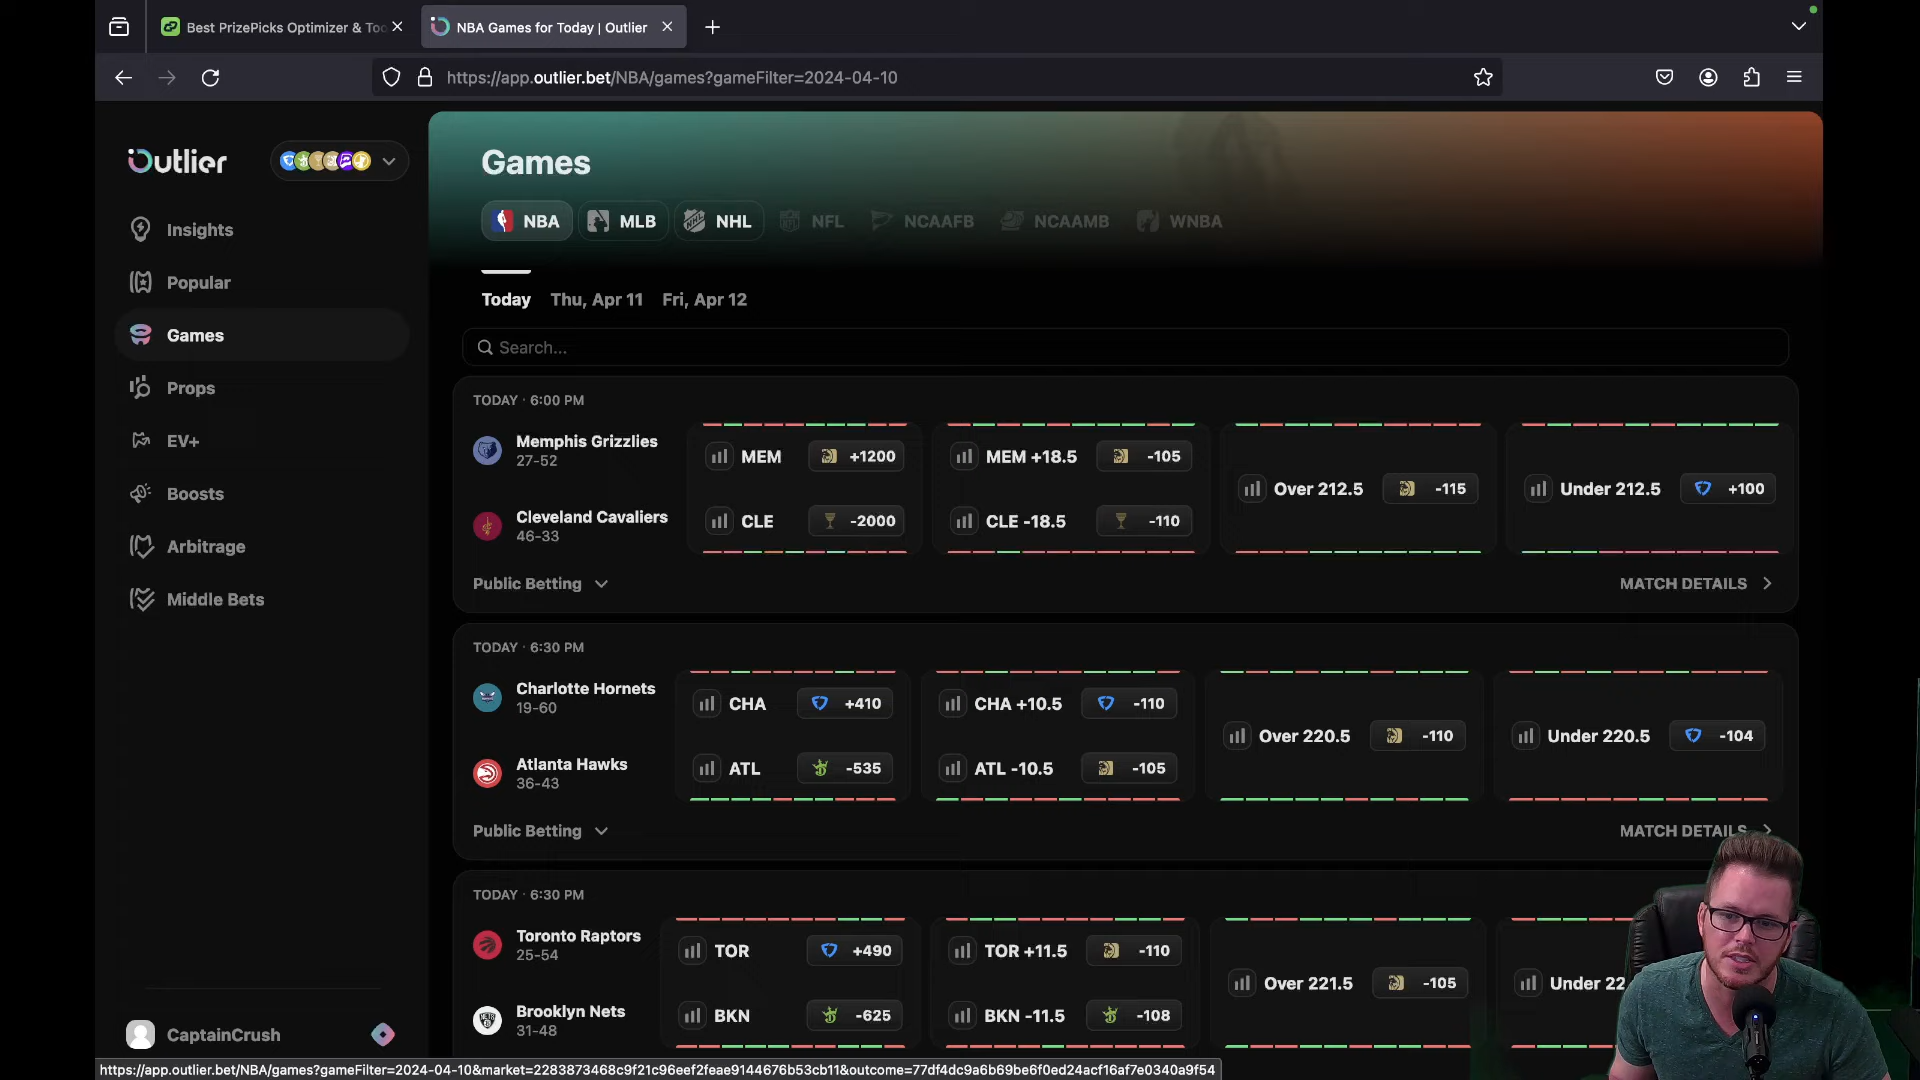 Best PrizePicks Optimizer & Too
NBA Games for Today | Outlier
https://app.outlier.bet/NBA/games?gameFilter=2024-04-10
Outlier
Insights
Popular
Games
Props
EV+
Boosts
Arbitrage
Middle Bets
CaptainCrush
Games
NBA
MLB
NHL
NFL
NCAAFB
NCAAMB
WNBA
Today Thu, Apr 11 Fri, Apr 12
Search...
TODAY · 6:00 PM
Memphis Grizzlies
27-52
Cleveland Cavaliers
46-33
MEM +1200
CLE -2000
MEM +18.5 -105
CLE -18.5 -110
Over 212.5 -115
Under 212.5 +100
Public Betting
MATCH DETAILS
TODAY · 6:30 PM
Charlotte Hornets
19-60
Atlanta Hawks
36-43
CHA +410
ATL -535
CHA +10.5 -110
ATL -10.5 -105
Over 220.5 -110
Under 220.5 -104
Public Betting
MATCH DETAILS
TODAY · 6:30 PM
Toronto Raptors
25-54
Brooklyn Nets
31-48
TOR +490
BKN -625
TOR +11.5 -110
BKN -11.5 -108
Over 221.5 -105
Under 22
https://app.outlier.bet/NBA/games?gameFilter=2024-04-10&market=2283873468c9f21c96eef2feae9144676b53cb11&outcome=77df4dc9a6b69be6f0ed24acf16af7e0340a9f54